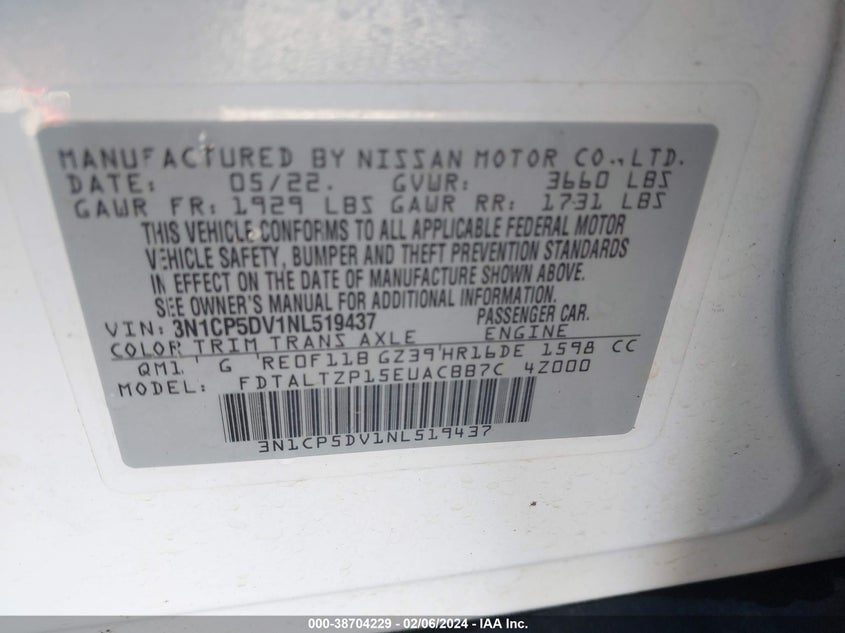 MANUFACTURED BY NISSAN MOTOR CO.,LTD.
DATE: 05/22. GVWR: 3660 LBS
GAWR FR: 1929 LBS GAWR RR: 1731 LBS
THIS VEHICLE CONFORMS TO ALL APPLICABLE FEDERAL MOTOR
VEHICLE SAFETY, BUMPER AND THEFT PREVENTION STANDARDS
IN EFFECT ON THE DATE OF MANUFACTURE SHOWN ABOVE.
SEE OWNER'S MANUAL FOR ADDITIONAL INFORMATION.
VIN: 3N1CP5DV1NL519437 PASSENGER CAR.
COLOR TRIM TRANS AXLE ENGINE
QM1 G RE0F11B GZ39 HR16DE 1598 CC
MODEL: FDTALTZP15EUACBB7C 4Z000
3N1CP5DV1NL519437
000-38704229 — 02/06/2024 — IAA Inc.